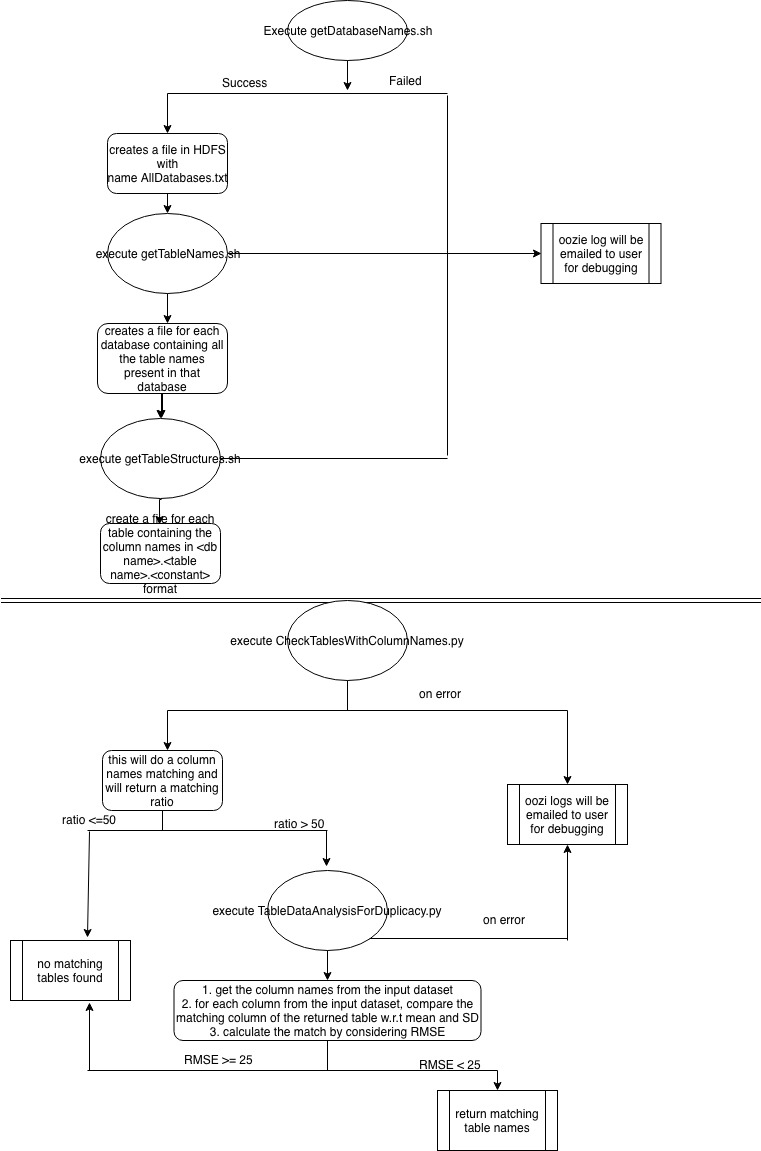 Execute getDatabaseNames.sh
Success
Failed
creates a file in HDFS
with
name AllDatabases.txt
execute getTableNames.sh
oozie log will be
emailed to user
for debugging
creates a file for each
database containing all
the table names
present in that
database
execute getTableStructures.sh
create a file for each
table containing the
column names in <db
name>.<table
name>.<constant>
format
execute CheckTablesWithColumnNames.py
on error
this will do a column
names matching and
will return a matching
ratio
oozi logs will be
emailed to user
for debugging
ratio <=50
ratio > 50
execute TableDataAnalysisForDuplicacy.py
on error
no matching
tables found
1. get the column names from the input dataset
2. for each column from the input dataset, compare the
matching column of the returned table w.r.t mean and SD
3. calculate the match by considering RMSE
RMSE >= 25
RMSE < 25
return matching
table names